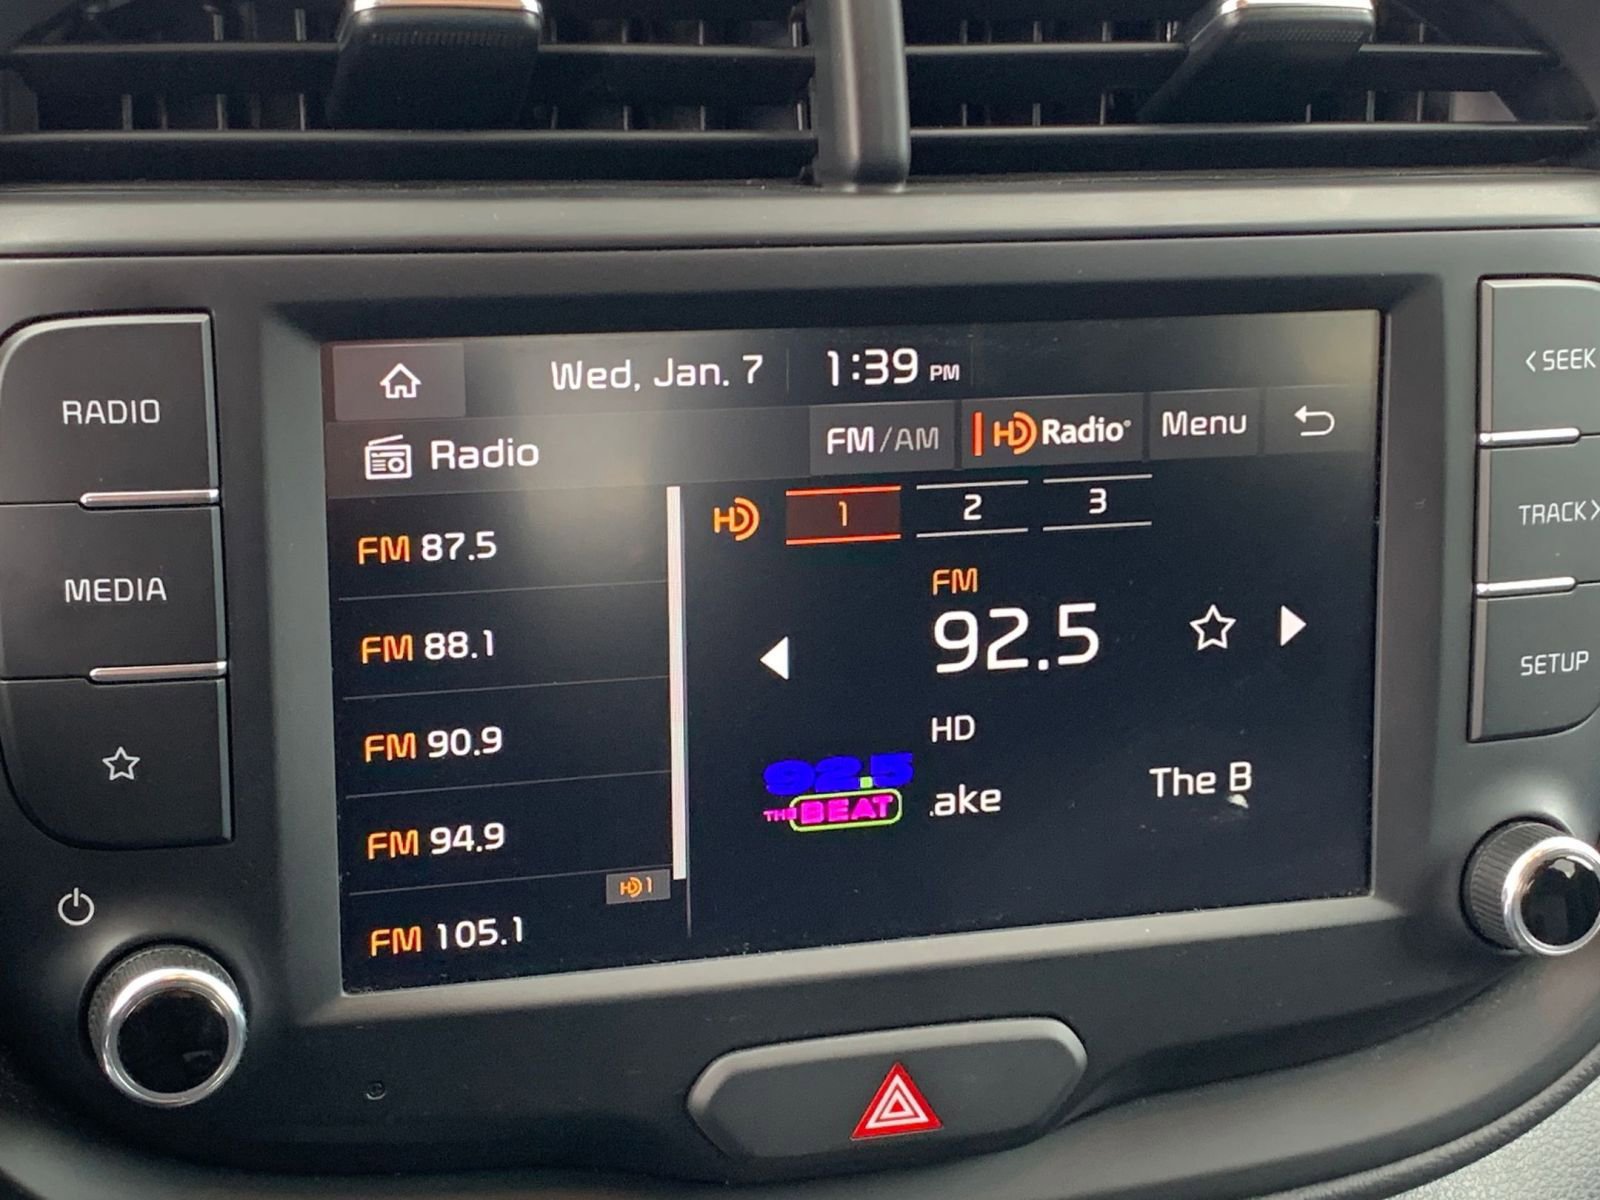 Wed, Jan. 7 1:39 PM
Radio FM/AM HD Radio® Menu
HD 1 2 3
FM 87.5
FM 88.1
FM 90.9
FM 94.9
HD 1
FM 105.1
FM
92.5
HD
92.5
THE BEAT
.ake The B
RADIO
MEDIA
< SEEK
TRACK >
SETUP